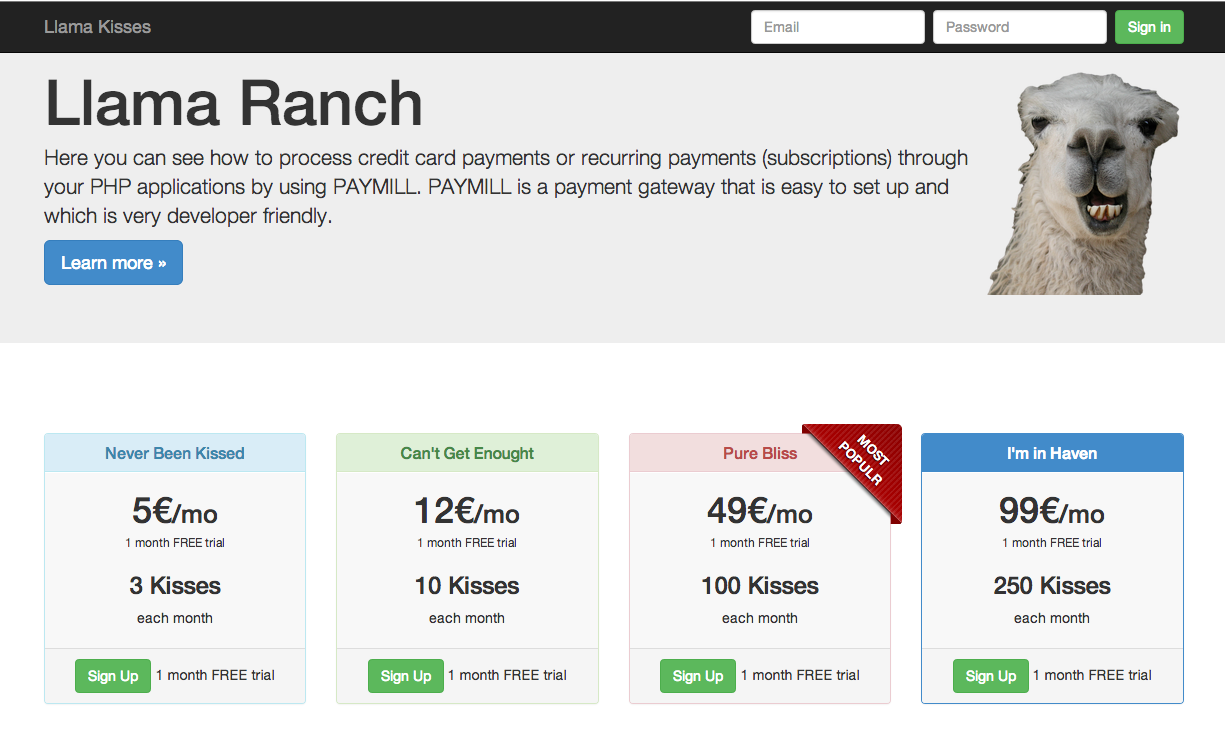 Llama Kisses
Email
Password
Sign in
Llama Ranch
Here you can see how to process credit card payments or recurring payments (subscriptions) through
your PHP applications by using PAYMILL. PAYMILL is a payment gateway that is easy to set up and
which is very developer friendly.
Learn more »
Never Been Kissed
5€/mo
1 month FREE trial
3 Kisses
each month
Sign Up 1 month FREE trial
Can't Get Enought
12€/mo
1 month FREE trial
10 Kisses
each month
Sign Up 1 month FREE trial
Pure Bliss
MOST
POPULR
49€/mo
1 month FREE trial
100 Kisses
each month
Sign Up 1 month FREE trial
I'm in Haven
99€/mo
1 month FREE trial
250 Kisses
each month
Sign Up 1 month FREE trial